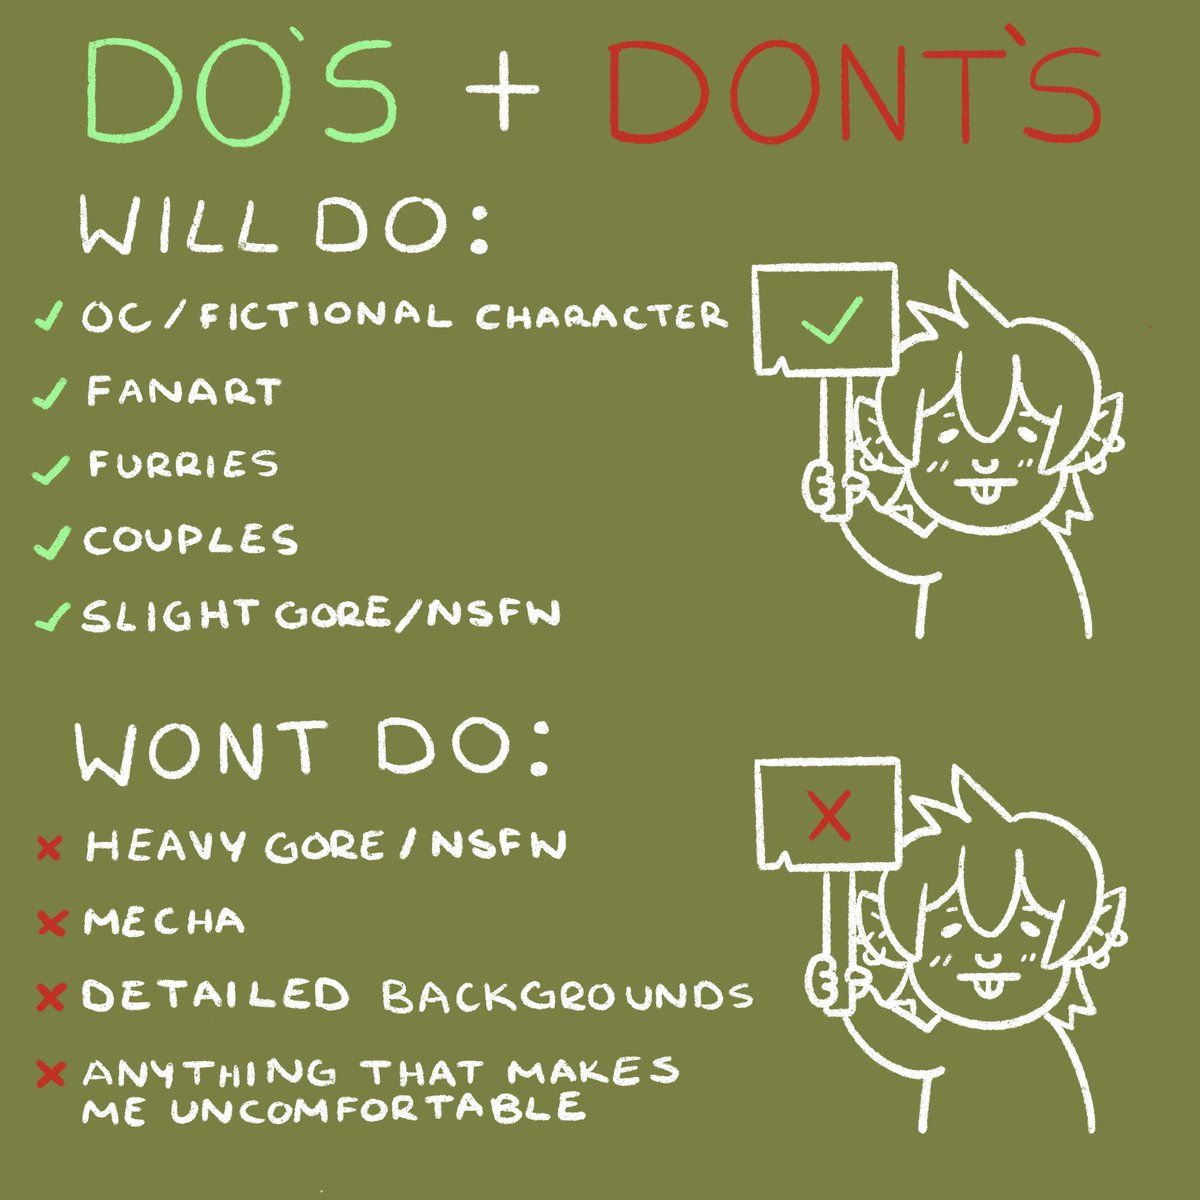 DO'S + DONT'S
WILL DO:
OC/FICTIONAL CHARACTER
FANART
FURRIES
COUPLES
SLIGHT GORE/NSFW
WONT DO:
HEAVY GORE/NSFW
MECHA
DETAILED BACKGROUNDS
ANYTHING THAT MAKES
ME UNCOMFORTABLE